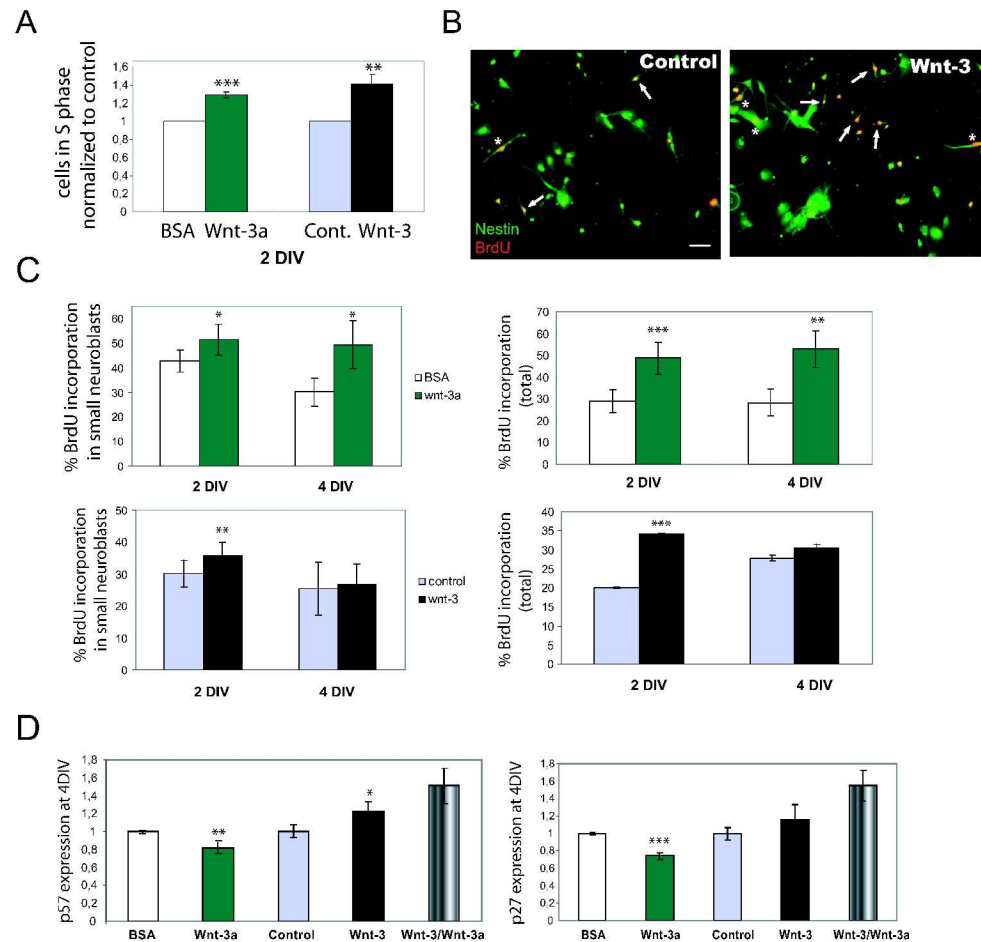 A
cells in S phase
normalized to control
1,6
1,4
1,2
1
0,8
0,6
0,4
0,2
0
***
**
BSA Wnt-3a Cont. Wnt-3
2 DIV
B
Control
*
Nestin
BrdU
Wnt-3
*
*
*
C
% BrdU incorporation
in small neuroblasts
60
50
40
30
20
10
0
*
*
2 DIV 4 DIV
BSA
wnt-3a
% BrdU incorporation
(total)
70
60
50
40
30
20
10
0
***
**
2 DIV 4 DIV
% BrdU incorporation
in small neuroblasts
50
40
30
20
10
0
**
2 DIV 4 DIV
control
wnt-3
% BrdU incorporation
(total)
40
35
30
25
20
15
10
5
0
***
2 DIV 4 DIV
D
p57 expression at 4DIV
1,8
1,6
1,4
1,2
1
0,8
0,6
0,4
0,2
0
**
*
BSA Wnt-3a Control Wnt-3 Wnt-3/Wnt-3a
p27 expression at 4DIV
1,8
1,6
1,4
1,2
1
0,8
0,6
0,4
0,2
0
***
BSA Wnt-3a Control Wnt-3 Wnt-3/Wnt-3a